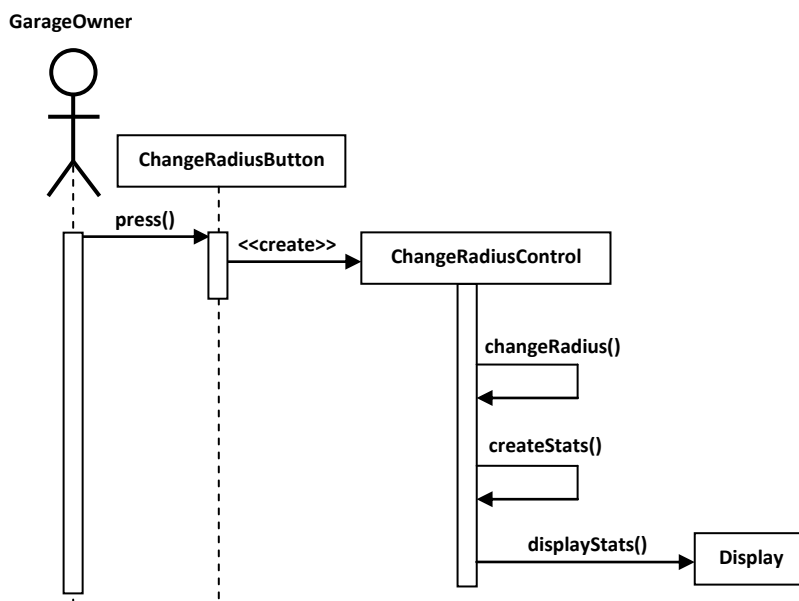 GarageOwner
ChangeRadiusButton
press()
<<create>>
ChangeRadiusControl
changeRadius()
createStats()
displayStats()
Display